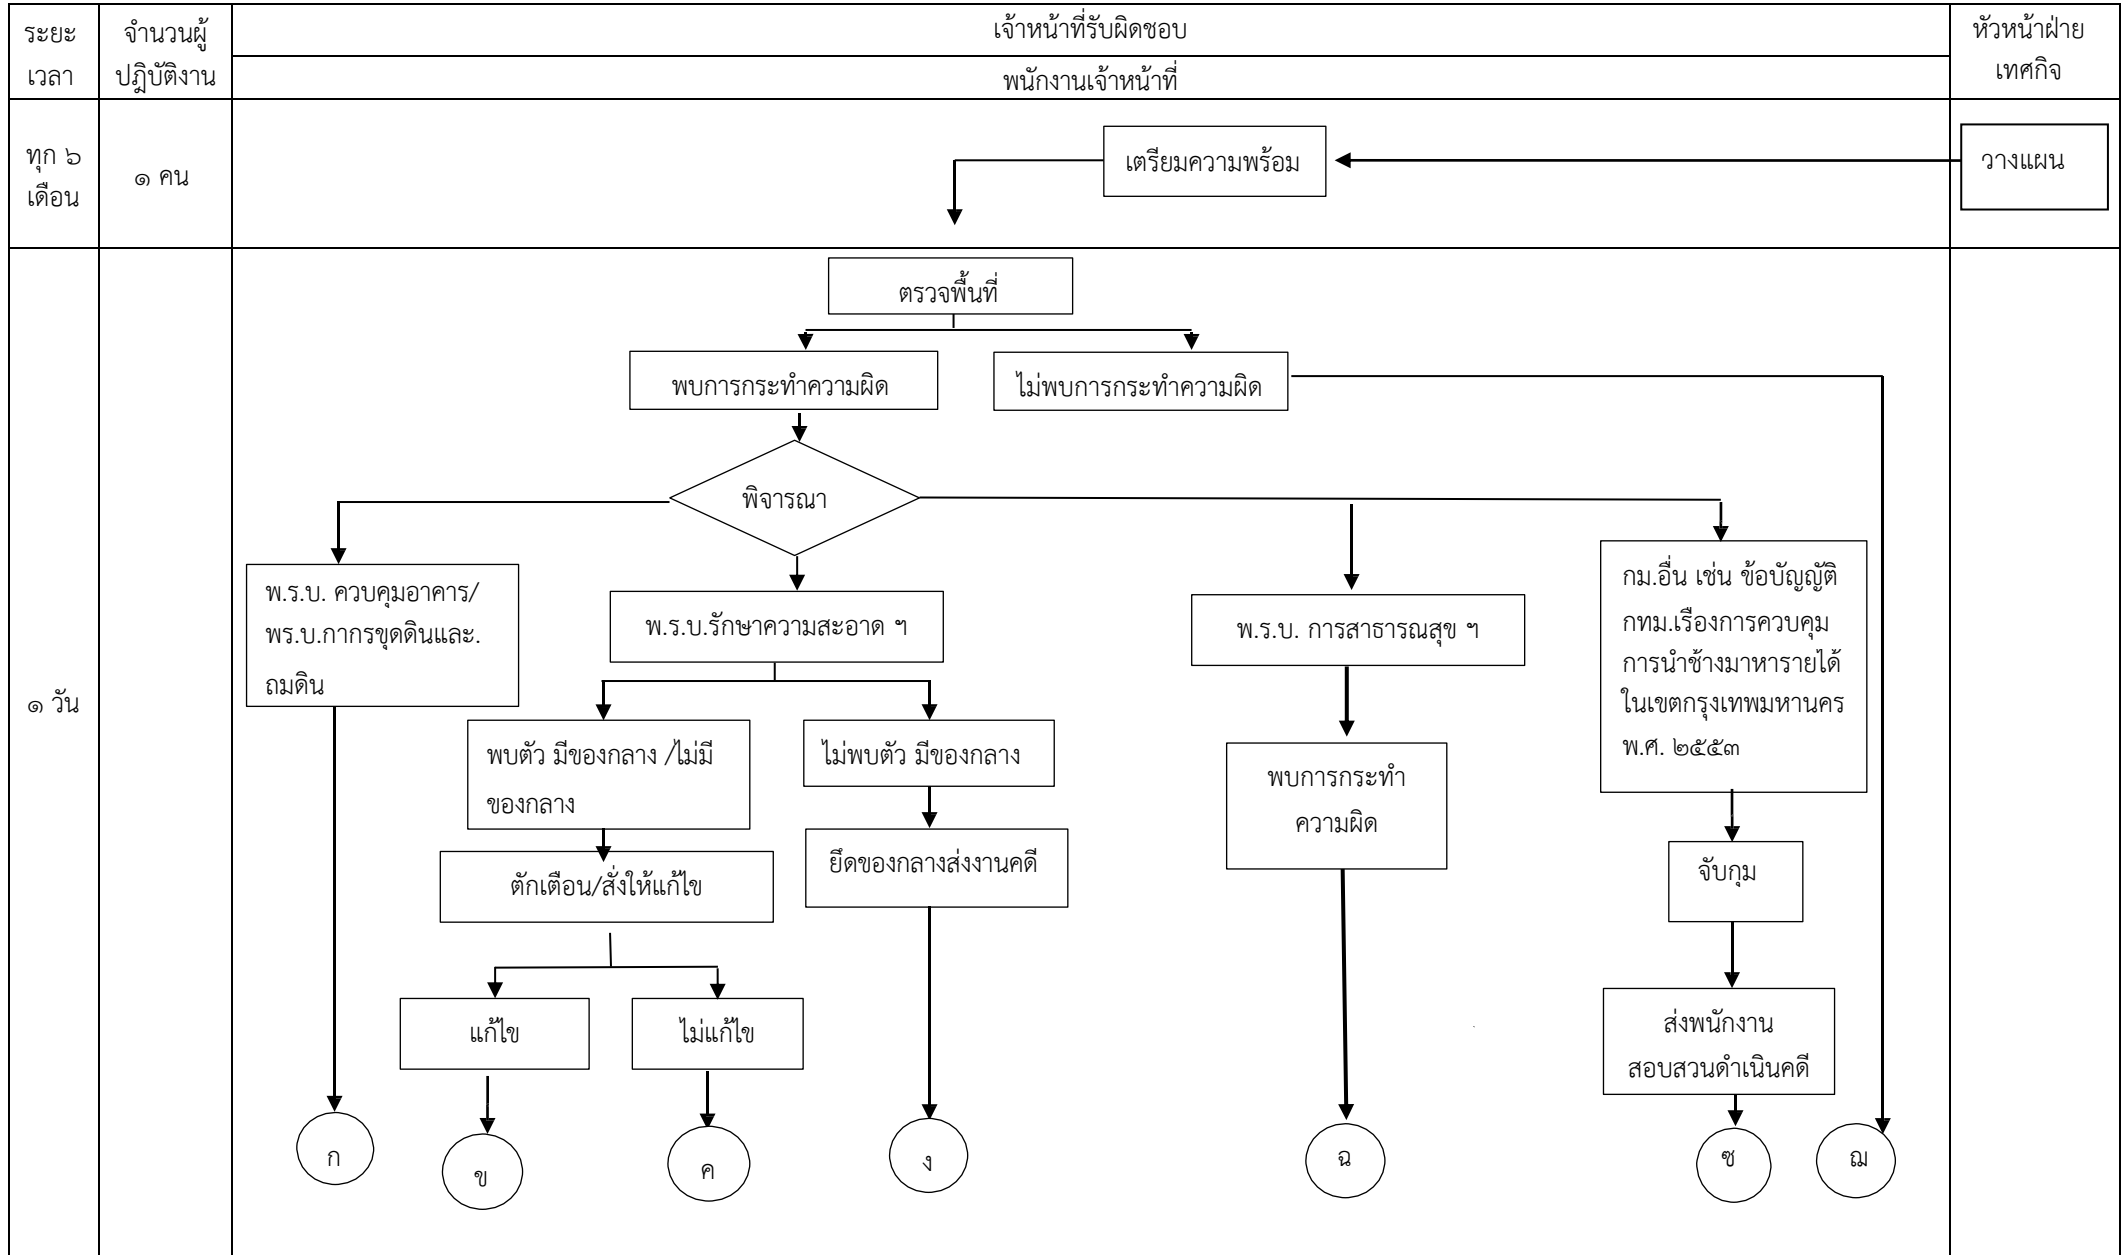 ระยะ
เวลา
จำนวนผู้
ปฏิบัติงาน
เจ้าหน้าที่รับผิดชอบ
พนักงานเจ้าหน้าที่
หัวหน้าฝ่าย
เทศกิจ
ทุก ๖
เดือน
๑ คน
เตรียมความพร้อม
วางแผน
๑ วัน
ตรวจพื้นที่
พบการกระทำความผิด
ไม่พบการกระทำความผิด
พิจารณา
พ.ร.บ. ควบคุมอาคาร/
พร.บ.กากรขุดดินและ.
ถมดิน
พ.ร.บ.รักษาความสะอาด ฯ
พ.ร.บ. การสาธารณสุข ฯ
กม.อื่น เช่น ข้อบัญญัติ
กทม.เรื่องการควบคุม
การนำช้างมาหารายได้
ในเขตกรุงเทพมหานคร
พ.ศ. ๒๕๕๓
พบตัว มีของกลาง /ไม่มี
ของกลาง
ไม่พบตัว มีของกลาง
พบการกระทำ
ความผิด
ตักเตือน/สั่งให้แก้ไข
ยึดของกลางส่งงานคดี
จับกุม
แก้ไข
ไม่แก้ไข
ส่งพนักงาน
สอบสวนดำเนินคดี
ก
ข
ค
ง
ฉ
ซ
ฌ